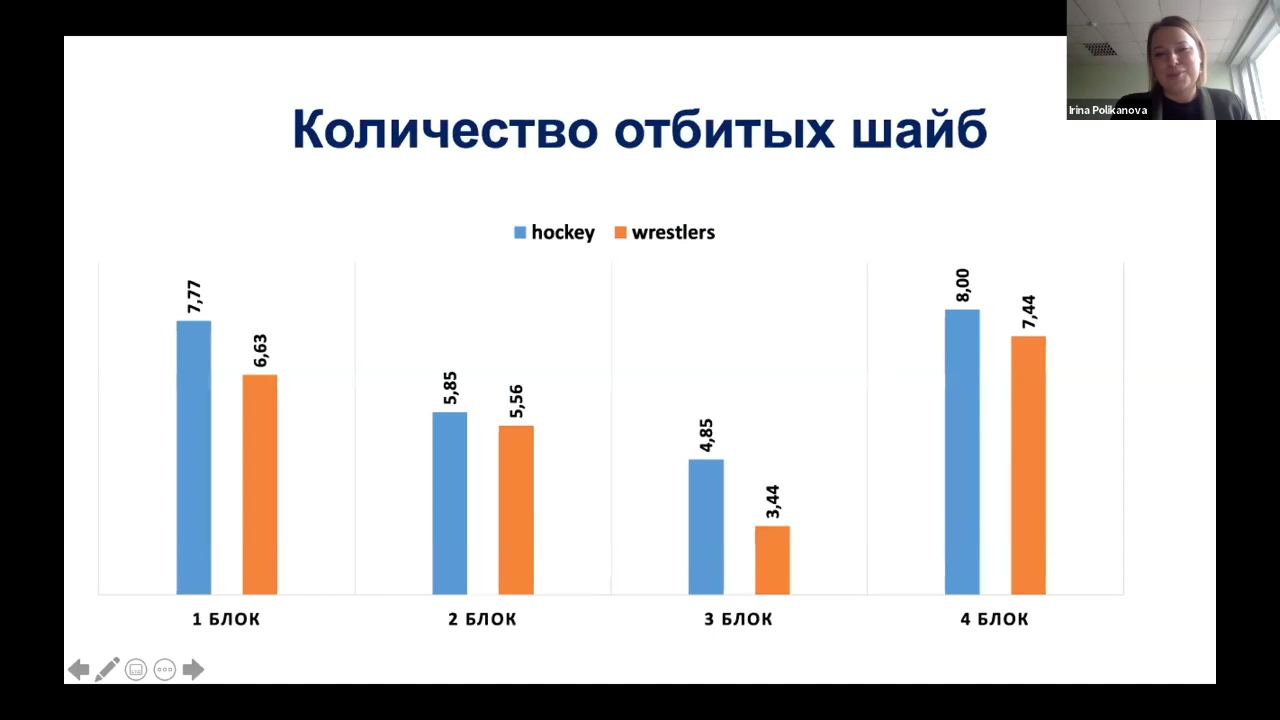 Irina Polikanova
Количество отбитых шайб
hockey wrestlers
7,77
6,63
5,85
5,56
4,85
3,44
8,00
7,44
1 БЛОК
2 БЛОК
3 БЛОК
4 БЛОК